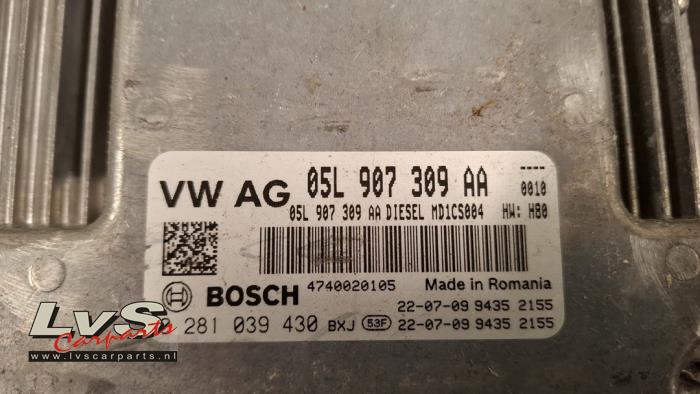 VW AG 05L 907 309 AA 0010
05L 907 309 AA DIESEL MD1CS004 HW: H80
4740020105 Made in Romania
BOSCH 22-07-09 9435 2155
281 039 430 BXJ 53F 22-07-09 9435 2155
LvS
Carparts
www.lvscarparts.nl